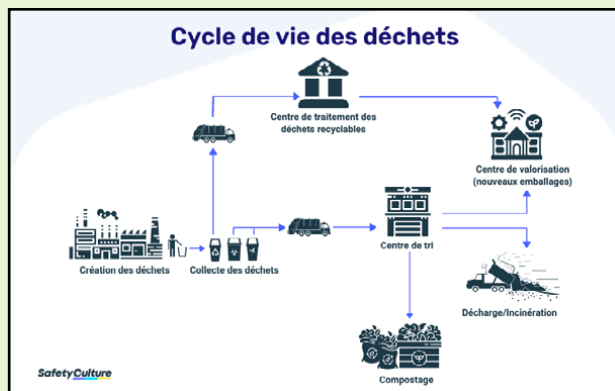 Cycle de vie des déchets
Centre de traitement des
déchets recyclables
Centre de valorisation
(nouveaux emballages)
Centre de tri
Création des déchets
Collecte des déchets
Décharge/Incinération
Compostage
SafetyCulture